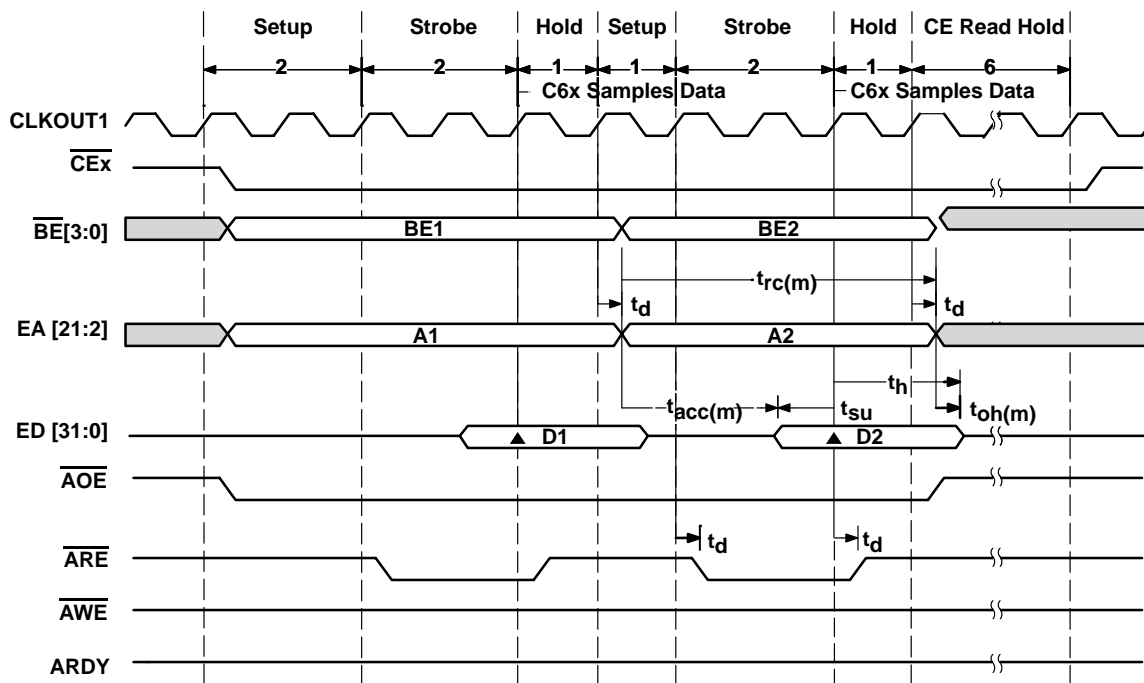 Setup Strobe Hold Setup Strobe Hold CE Read Hold
2 2 1 1 2 1 6
C6x Samples Data C6x Samples Data
CLKOUT1
CEx
BE[3:0] BE1 BE2
trc(m)
td td
EA [21:2] A1 A2
th
tacc(m) tsu toh(m)
ED [31:0] D1 D2
AOE
td td
ARE
AWE
ARDY